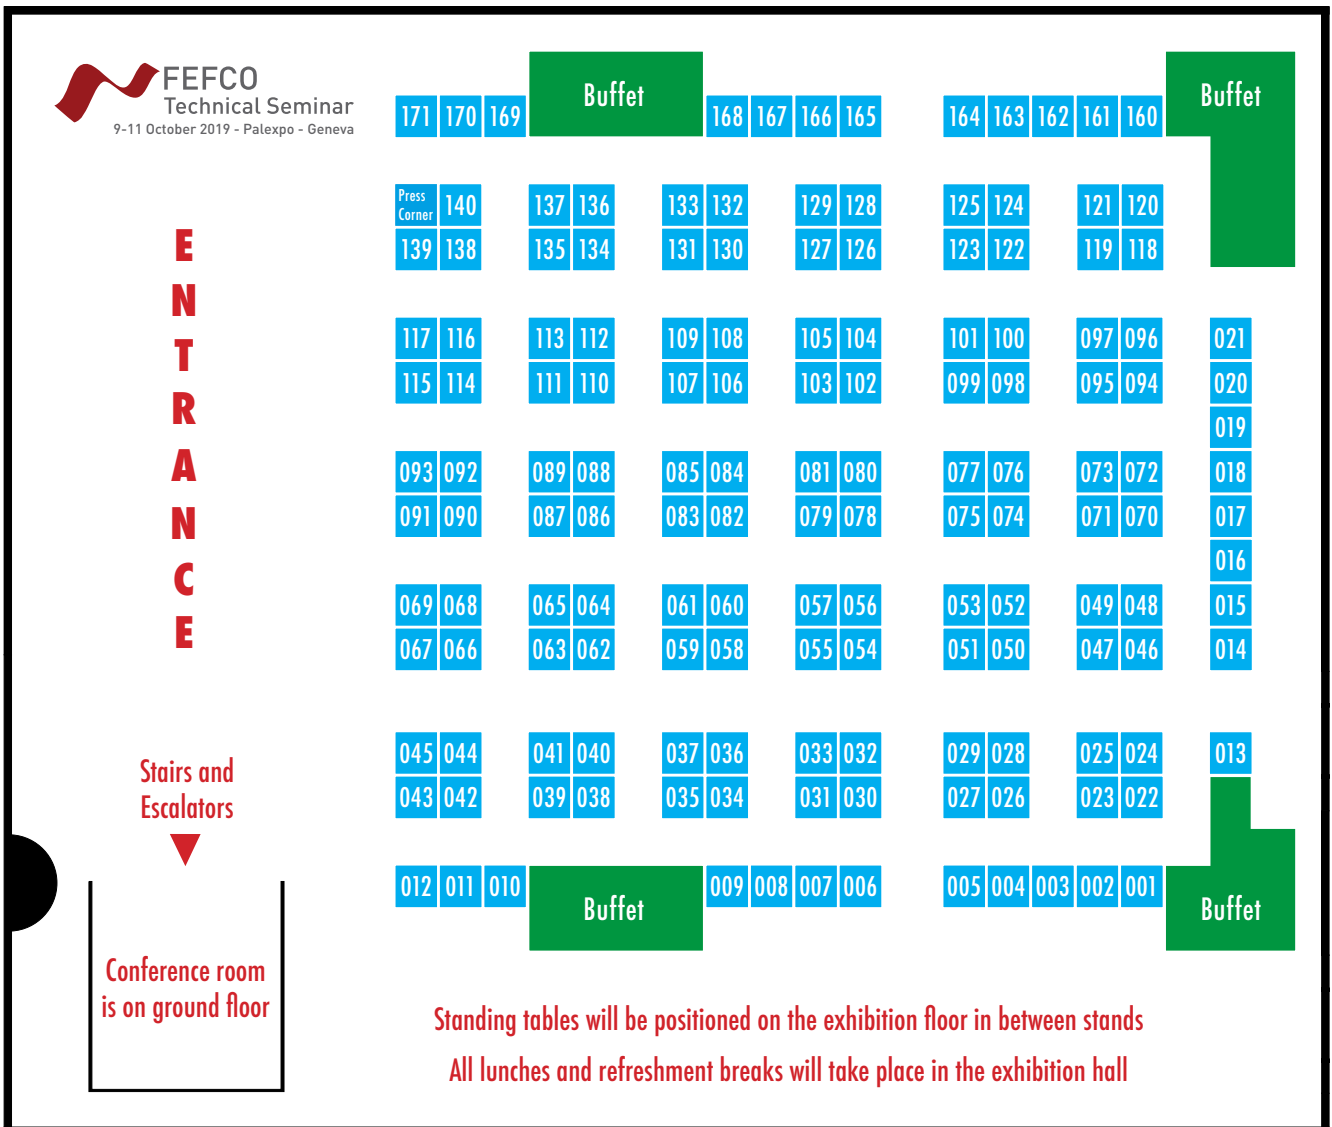 FEFCO
Technical Seminar
9-11 October 2019 - Palexpo - Geneva
Buffet
Buffet
171 170 169 168 167 166 165 164 163 162 161 160
Press
Corner
140 137 136 133 132 129 128 125 124 121 120
139 138 135 134 131 130 127 126 123 122 119 118
ENTRANCE
117 116 113 112 109 108 105 104 101 100 097 096 021
115 114 111 110 107 106 103 102 099 098 095 094 020
019
093 092 089 088 085 084 081 080 077 076 073 072 018
091 090 087 086 083 082 079 078 075 074 071 070 017
016
069 068 065 064 061 060 057 056 053 052 049 048 015
067 066 063 062 059 058 055 054 051 050 047 046 014
045 044 041 040 037 036 033 032 029 028 025 024 013
Stairs and
Escalators
043 042 039 038 035 034 031 030 027 026 023 022
012 011 010 009 008 007 006 005 004 003 002 001
Buffet
Buffet
Conference room
is on ground floor
Standing tables will be positioned on the exhibition floor in between stands
All lunches and refreshment breaks will take place in the exhibition hall